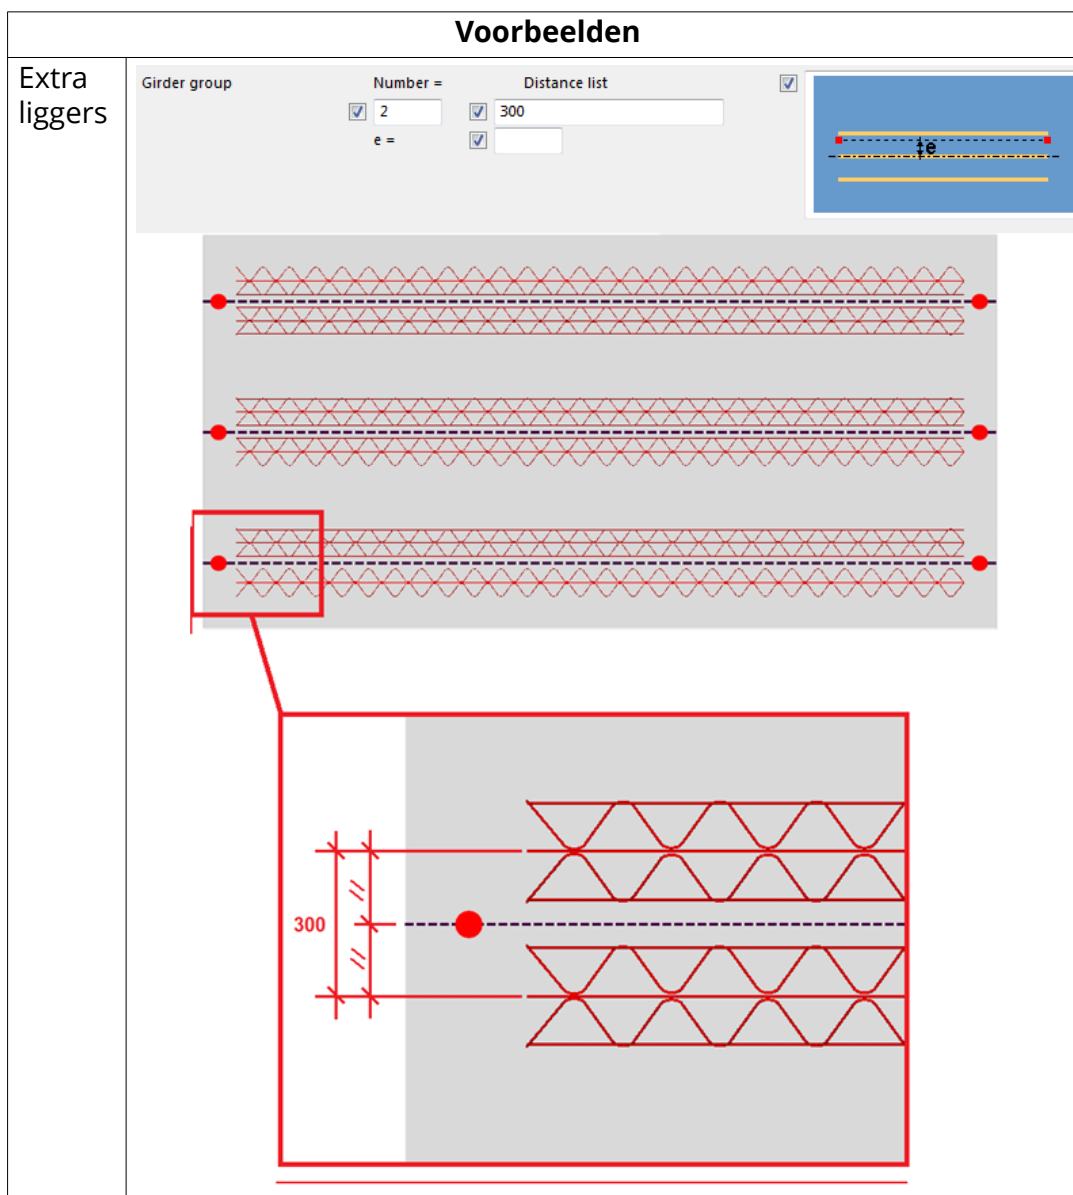 Voorbeelden
Extra
liggers
Girder group
Number =
Distance list
2
300
e =
e
300